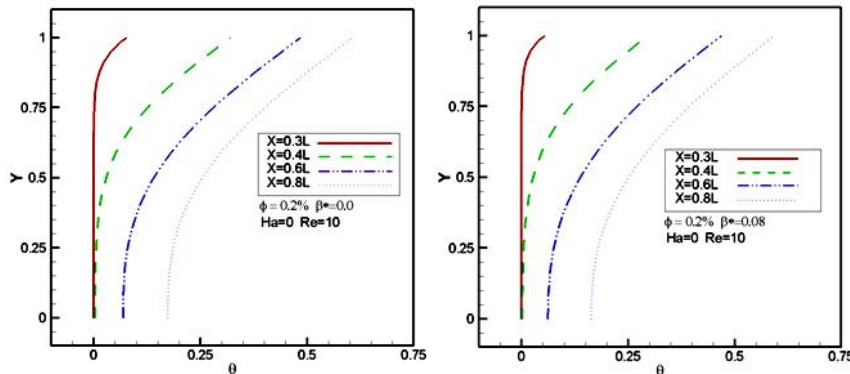 1
0.75
Y
0.5
0.25
0
0
0.25
0.5
0.75
θ
X=0.3L
X=0.4L
X=0.6L
X=0.8L
ϕ = 0.2% β*=0.0
Ha=0 Re=10
1
0.75
Y
0.5
0.25
0
0
0.25
0.5
0.75
θ
X=0.3L
X=0.4L
X=0.6L
X=0.8L
ϕ = 0.2% β*=0.08
Ha=0 Re=10